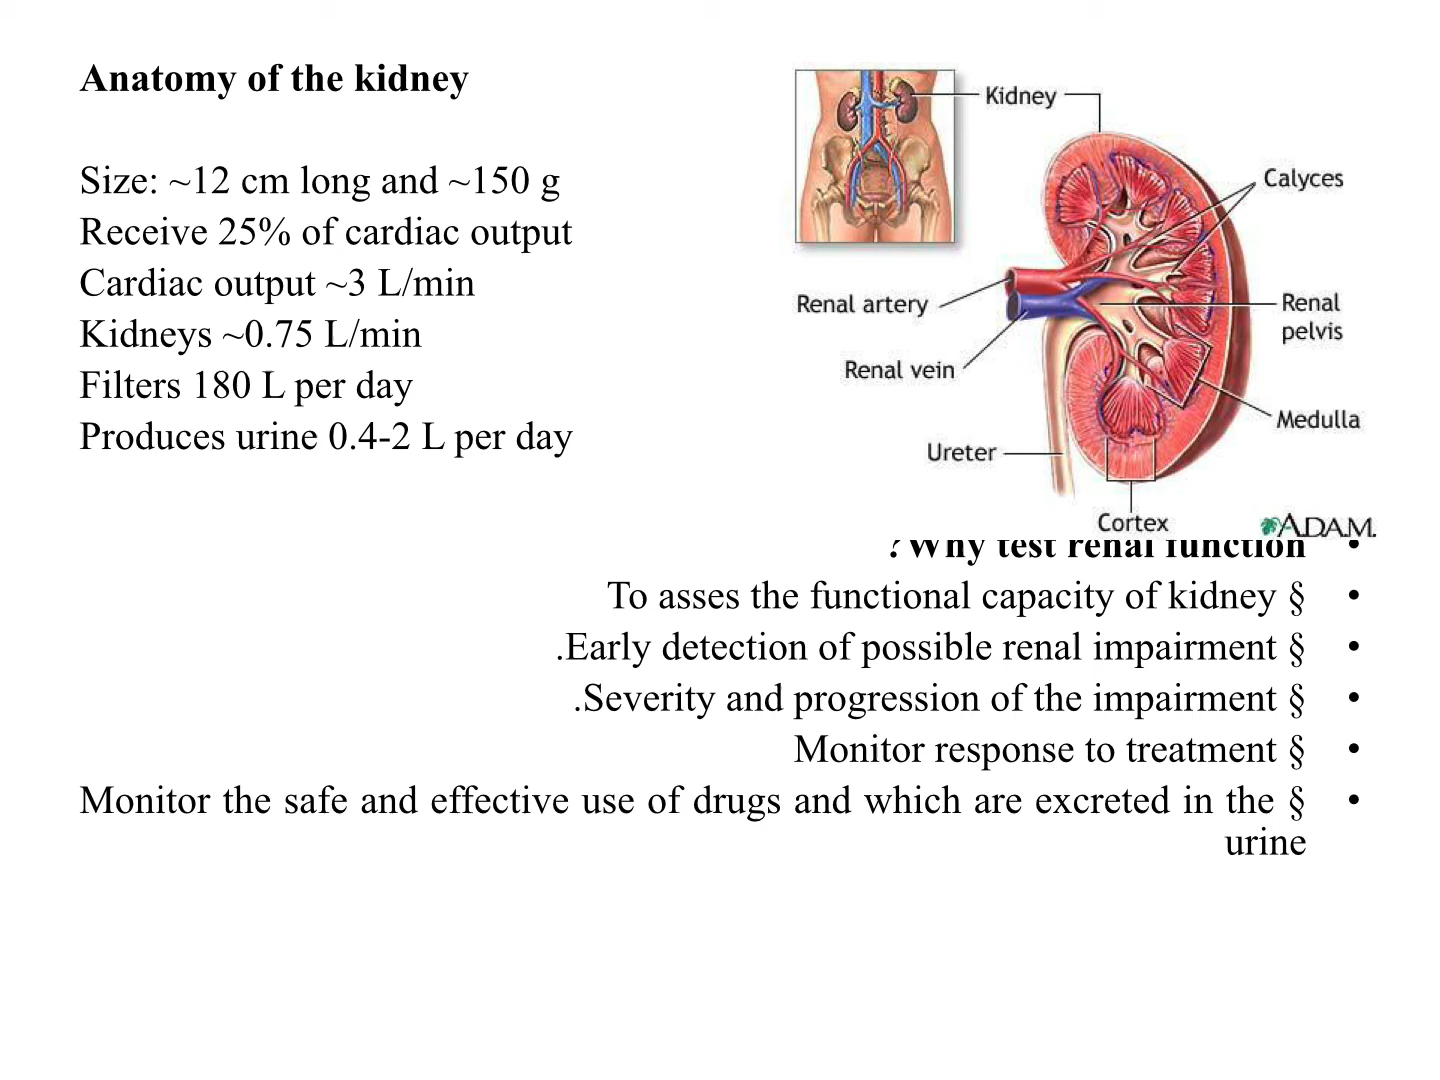 Anatomy of the kidney
Size: ~12 cm long and ~150 g
Receive 25% of cardiac output
Cardiac output ~3 L/min
Kidneys ~0.75 L/min
Filters 180 L per day
Produces urine 0.4-2 L per day
Kidney
Calyces
Renal artery
Renal
pelvis
Renal vein
Medulla
Ureter
Cortex
A.D.A.M.
• ?Why test renal function
• To asses the functional capacity of kidney §
• .Early detection of possible renal impairment §
• .Severity and progression of the impairment §
• Monitor response to treatment §
• Monitor the safe and effective use of drugs and which are excreted in the §
urine